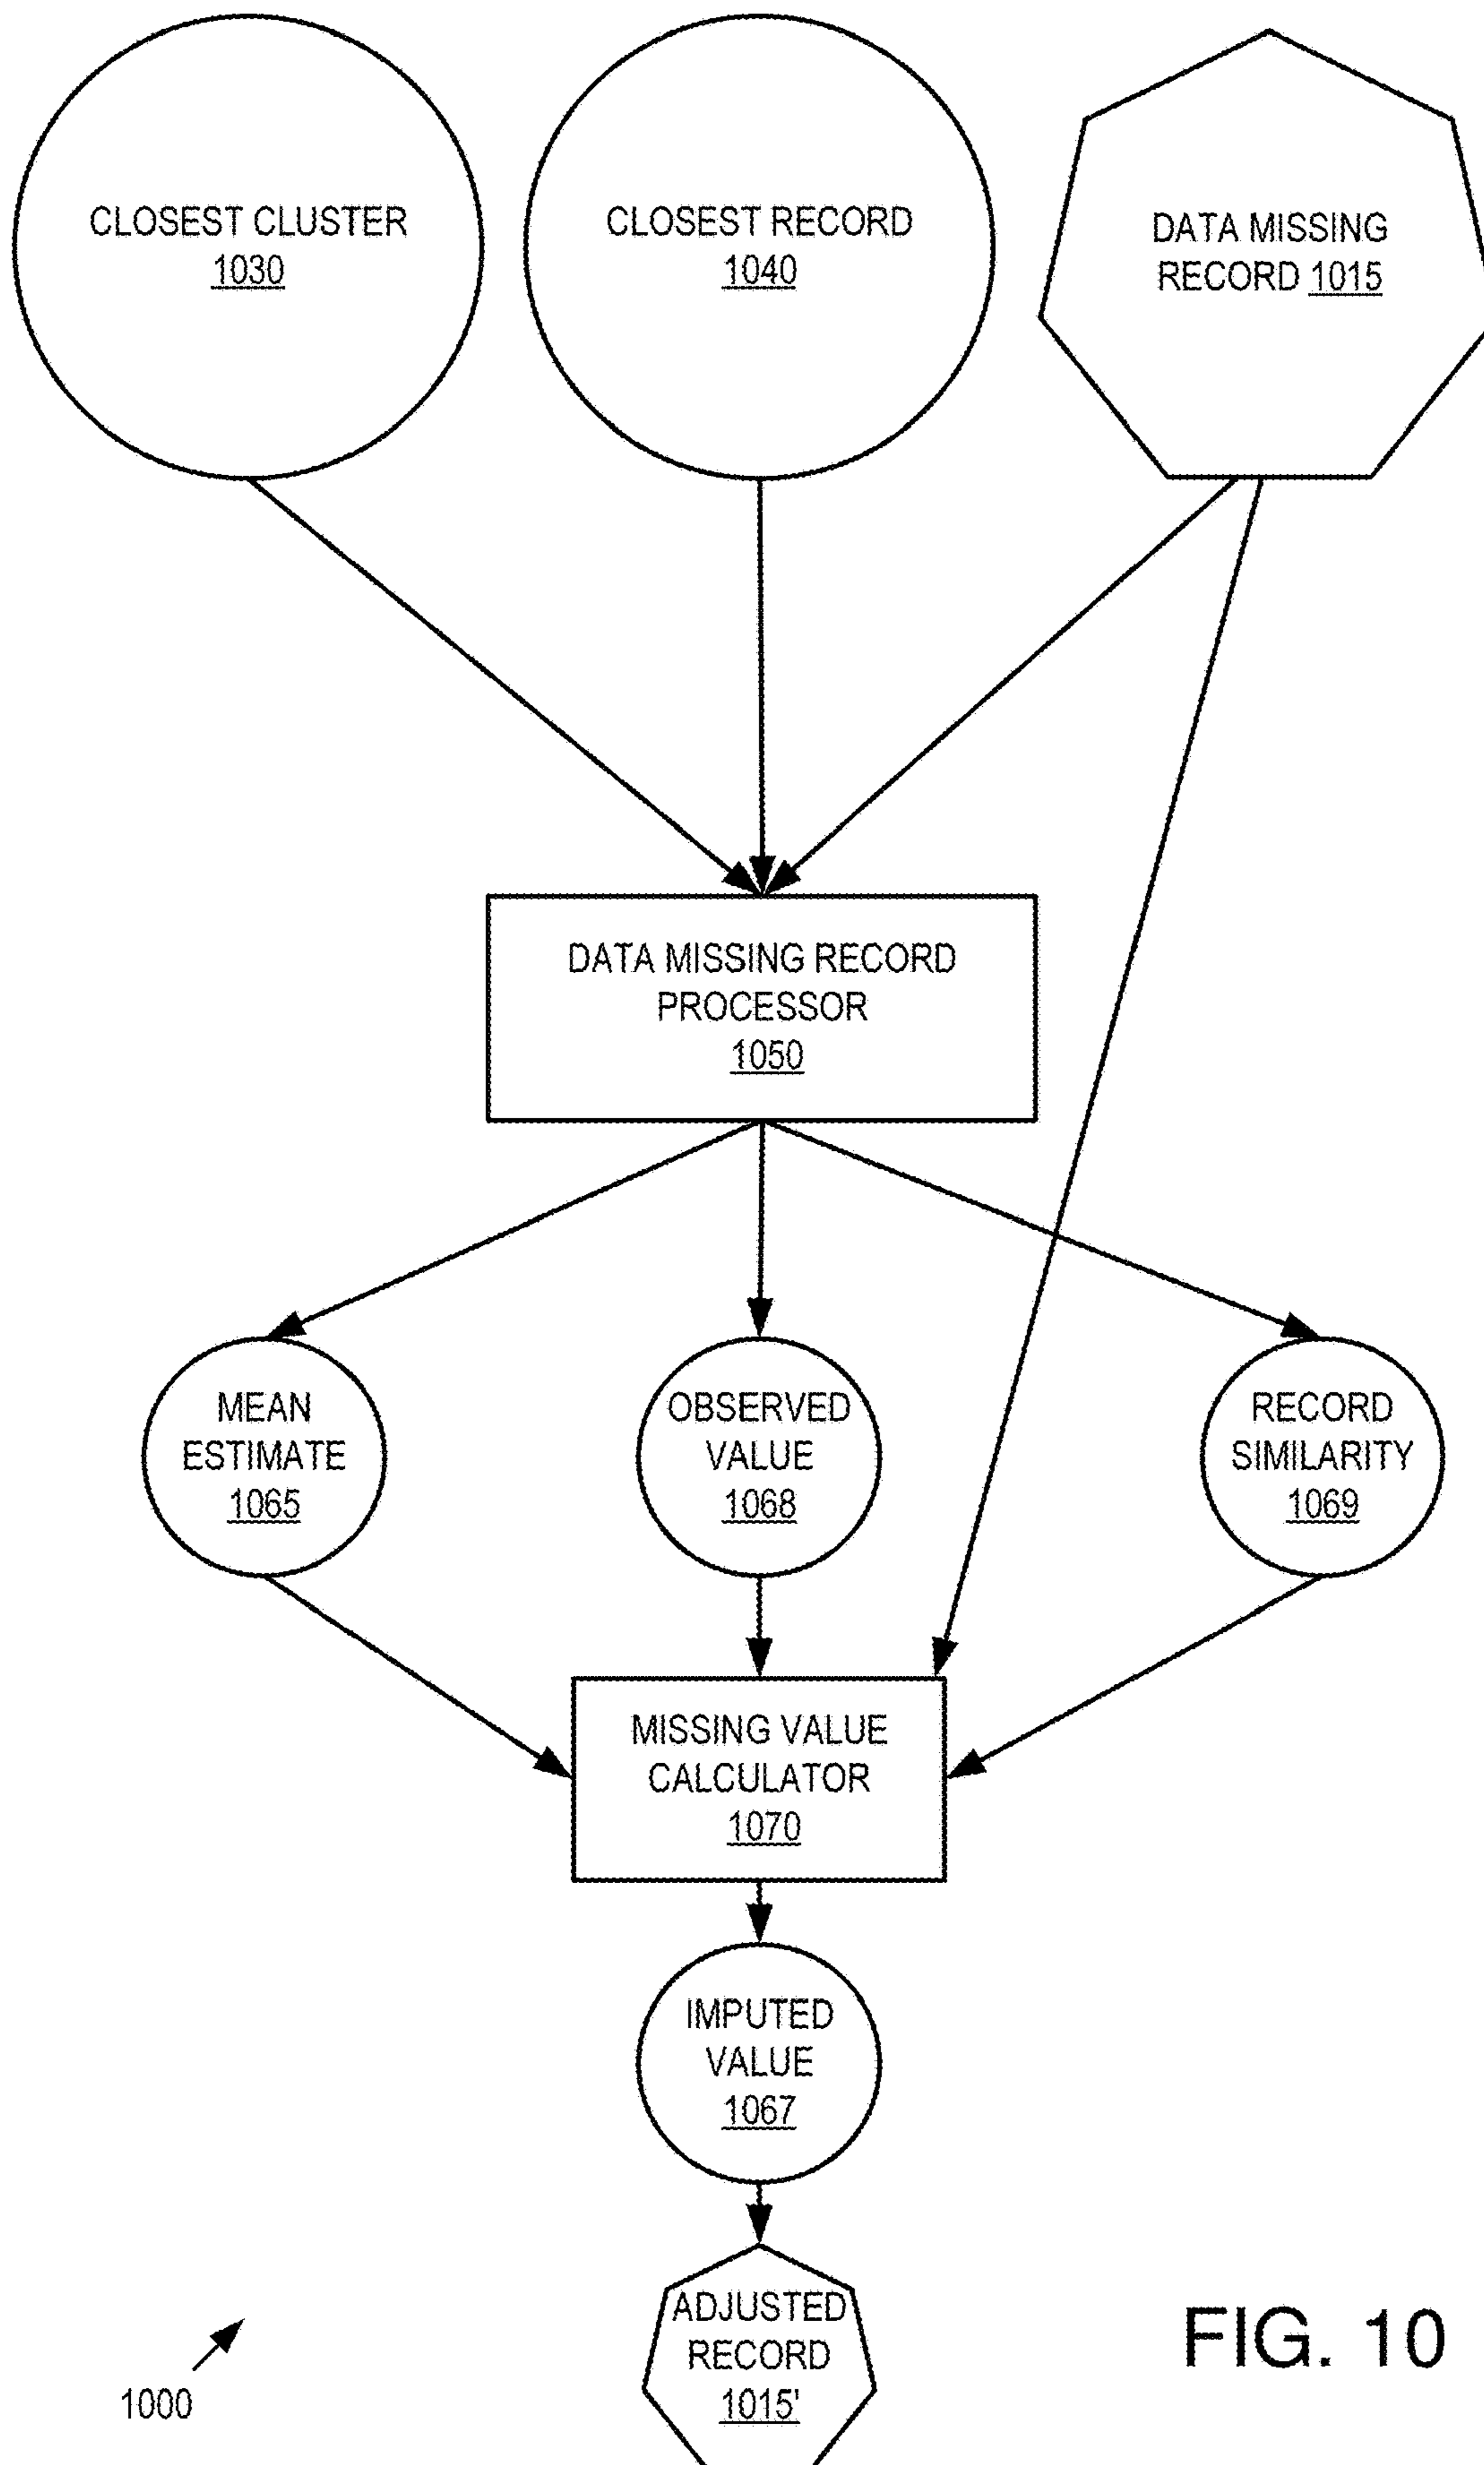 CLOSEST CLUSTER
1030
CLOSEST RECORD
1040
DATA MISSING
RECORD 1015
DATA MISSING RECORD
PROCESSOR
1050
MEAN
ESTIMATE
1065
OBSERVED
VALUE
1068
RECORD
SIMILARITY
1069
MISSING VALUE
CALCULATOR
1070
IMPUTED
VALUE
1067
ADJUSTED
RECORD
1015'
1000
FIG. 10